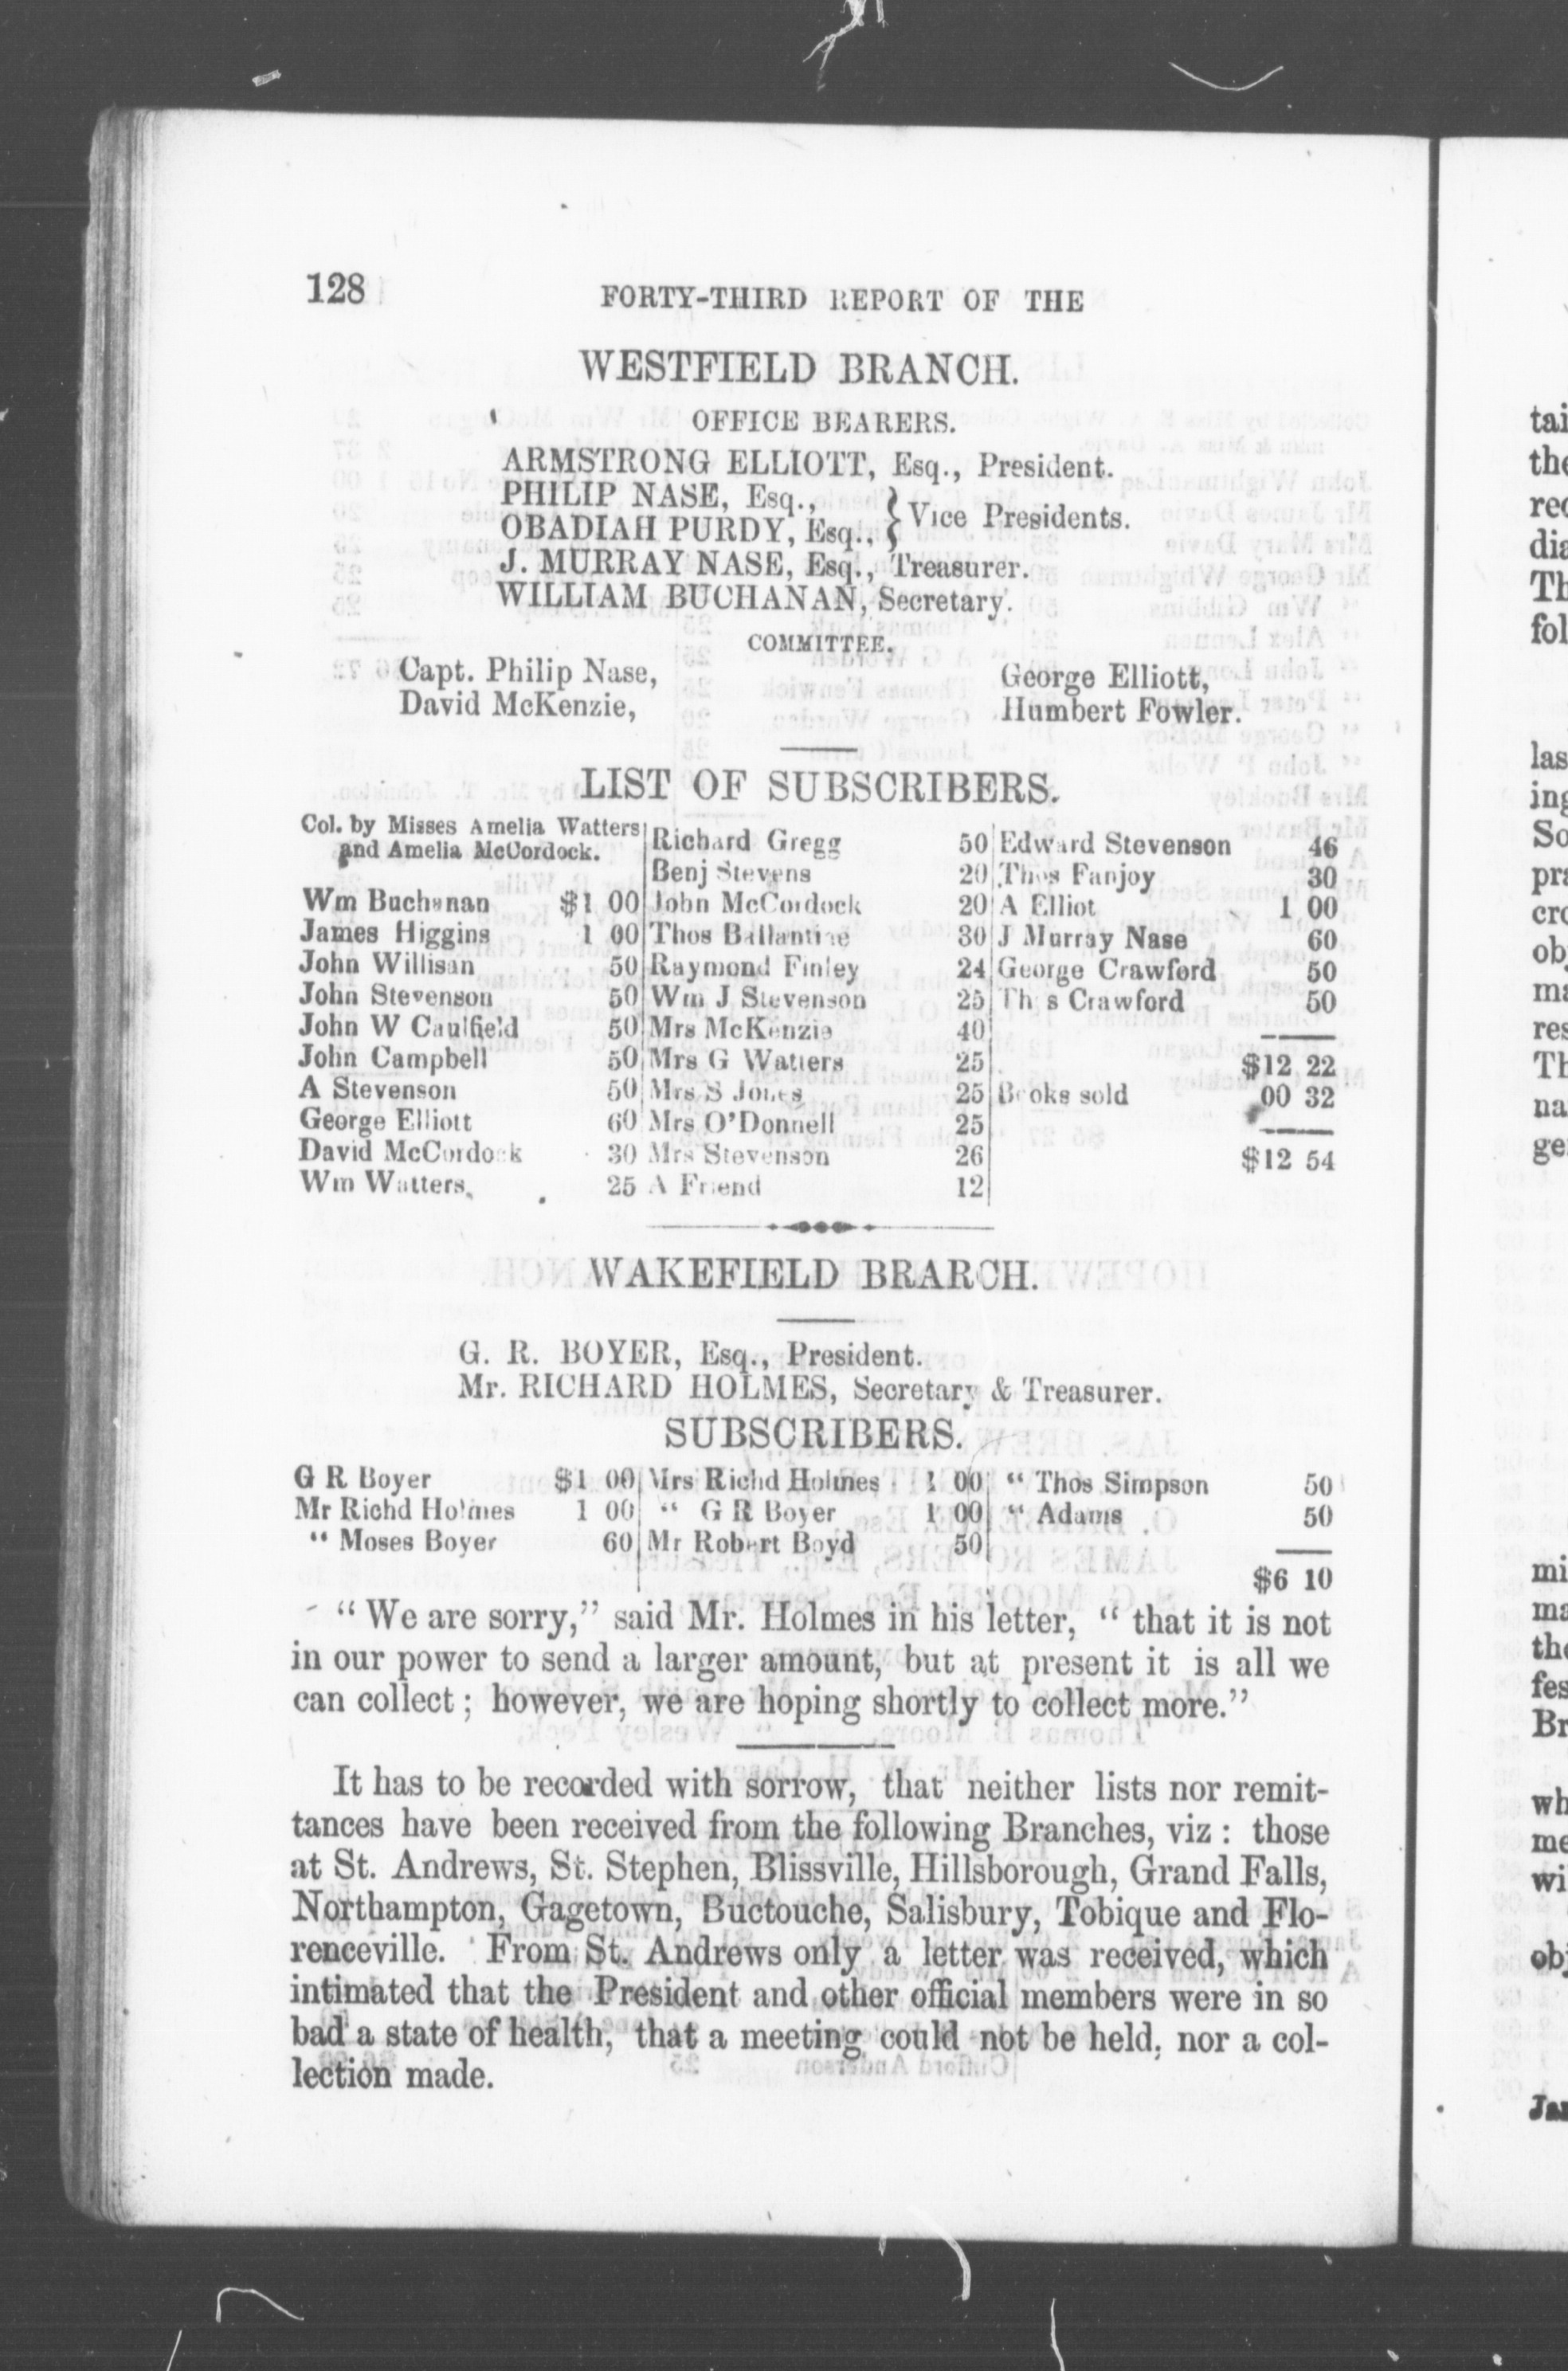 128
FORTY-THIRD REPORT OF THE
WESTFIELD BRANCH.
OFFICE BEARERS.
ARMSTRONG ELLIOTT, Esq., President.
PHILIP NASE, Esq.,
OBADIAH PURDY, Esq., } Vice Presidents.
J. MURRAY NASE, Esq., Treasurer.
WILLIAM BUCHANAN, Secretary.
COMMITTEE.
Capt. Philip Nase,
David McKenzie,
George Elliott,
Humbert Fowler.
LIST OF SUBSCRIBERS.
Col. by Misses Amelia Watters
and Amelia McCordock.
Wm Buchanan $1 00
James Higgins 1 00
John Willisan 50
John Stevenson 50
John W Caulfield 50
John Campbell 50
A Stevenson 50
George Elliott 60
David McCordock 30
Wm Watters, 25
Richard Gregg 50
Benj Stevens 20
John McCordock 20
Thos Ballantine 30
Raymond Finley 24
Wm J Stevenson 25
Mrs McKenzie 40
Mrs G Watters 25
Mrs S Jones 25
Mrs O'Donnell 25
Mrs Stevenson 26
A Friend 12
Edward Stevenson 46
Thos Fanjoy 30
A Elliot 1 00
J Murray Nase 60
George Crawford 50
Thos Crawford 50
$12 22
Books sold 00 32
$12 54
WAKEFIELD BRARCH.
G. R. BOYER, Esq., President.
Mr. RICHARD HOLMES, Secretary & Treasurer.
SUBSCRIBERS.
G R Boyer $1 00
Mr Richd Holmes 1 00
" Moses Boyer 60
Mrs Richd Holmes 1 00
" G R Boyer 1 00
Mr Robert Boyd 50
" Thos Simpson 50
" Adams 50
$6 10
" We are sorry," said Mr. Holmes in his letter, " that it is not
in our power to send a larger amount, but at present it is all we
can collect ; however, we are hoping shortly to collect more."
It has to be recorded with sorrow, that neither lists nor remit-
tances have been received from the following Branches, viz : those
at St. Andrews, St. Stephen, Blissville, Hillsborough, Grand Falls,
Northampton, Gagetown, Buctouche, Salisbury, Tobique and Flo-
renceville. From St. Andrews only a letter was received, which
intimated that the President and other official members were in so
bad a state of health, that a meeting could not be held, nor a col-
lection made.